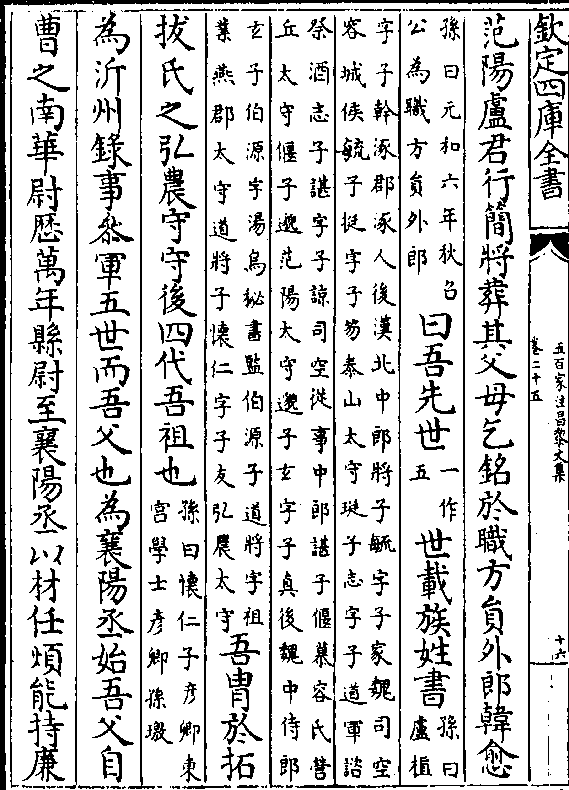 欽定四庫全書
五百家注昌黎文集
卷二十五
十六
范陽盧君行簡將葬其父母乞銘於職方員外郎韓愈
孫曰元和六年秋召
公為職方員外郎
曰吾先世
一作
五
世載族姓書
孫曰
盧植
字子幹涿郡涿人後漢北中郎將子毓字子家魏司空
容城侯毓子挺字子笏泰山太守珽子志字子道軍諮
祭酒志子諶字子諒司空從事中郎諶子偃慕容氏營
丘太守偃子邈范陽太守邈子玄字子真後魏中侍郎
玄子伯源字湯烏秘書監伯源子道將字祖
業燕郡太守道將子懷仁字子友弘農太守
吾胄於拓
拔氏之弘農守守後四代吾祖也
孫曰懷仁子彦卿東
宮學士彦卿孫璥
為沂州錄事叅軍五世而吾父也為襄陽丞始吾父自
曹之南華尉歷萬年縣尉至襄陽丞以材任煩能持廉